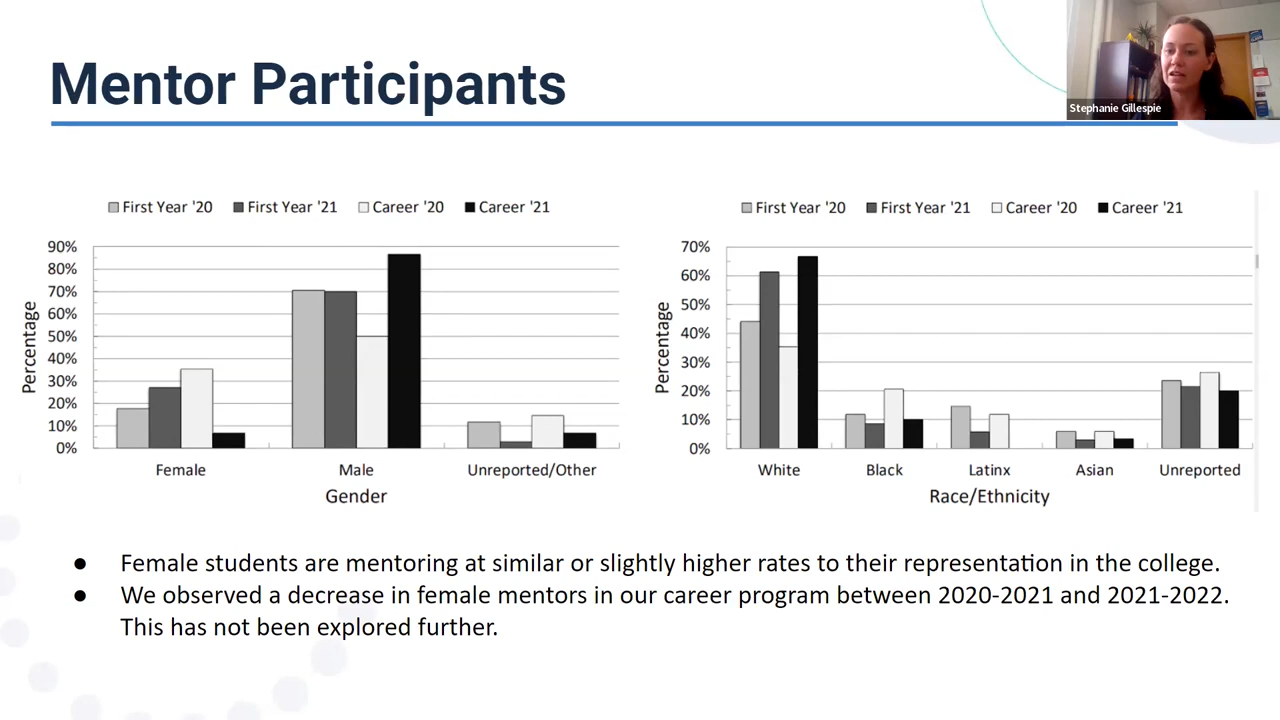 Mentor Participants
Stephanie Gillespie
First Year '20 First Year '21 Career '20 Career '21
90%
80%
70%
60%
50%
40%
30%
20%
10%
0%
Percentage
Female Male Unreported/Other
Gender
First Year '20 First Year '21 Career '20 Career '21
70%
60%
50%
40%
30%
20%
10%
0%
Percentage
White Black Latinx Asian Unreported
Race/Ethnicity
● Female students are mentoring at similar or slightly higher rates to their representation in the college.
● We observed a decrease in female mentors in our career program between 2020-2021 and 2021-2022.
This has not been explored further.